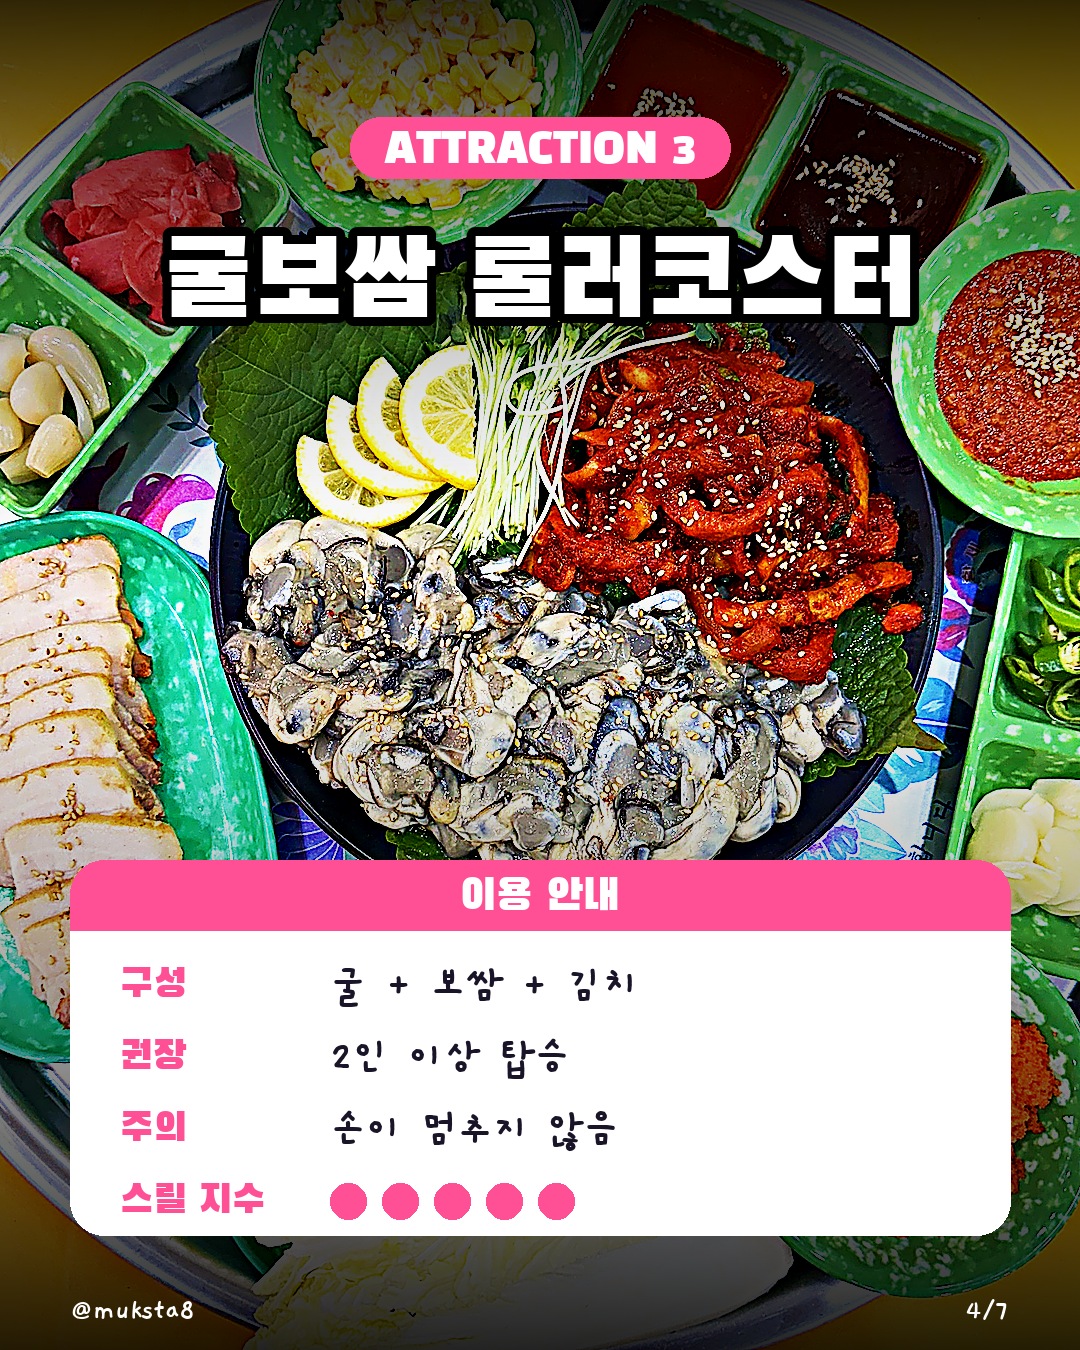 ATTRACTION 3
굴보쌈 롤러코스터
이용 안내
구성 굴 + 보쌈 + 김치
권장 2인 이상 탑승
주의 손이 멈추지 않음
스릴 지수
@muksta8
4/7